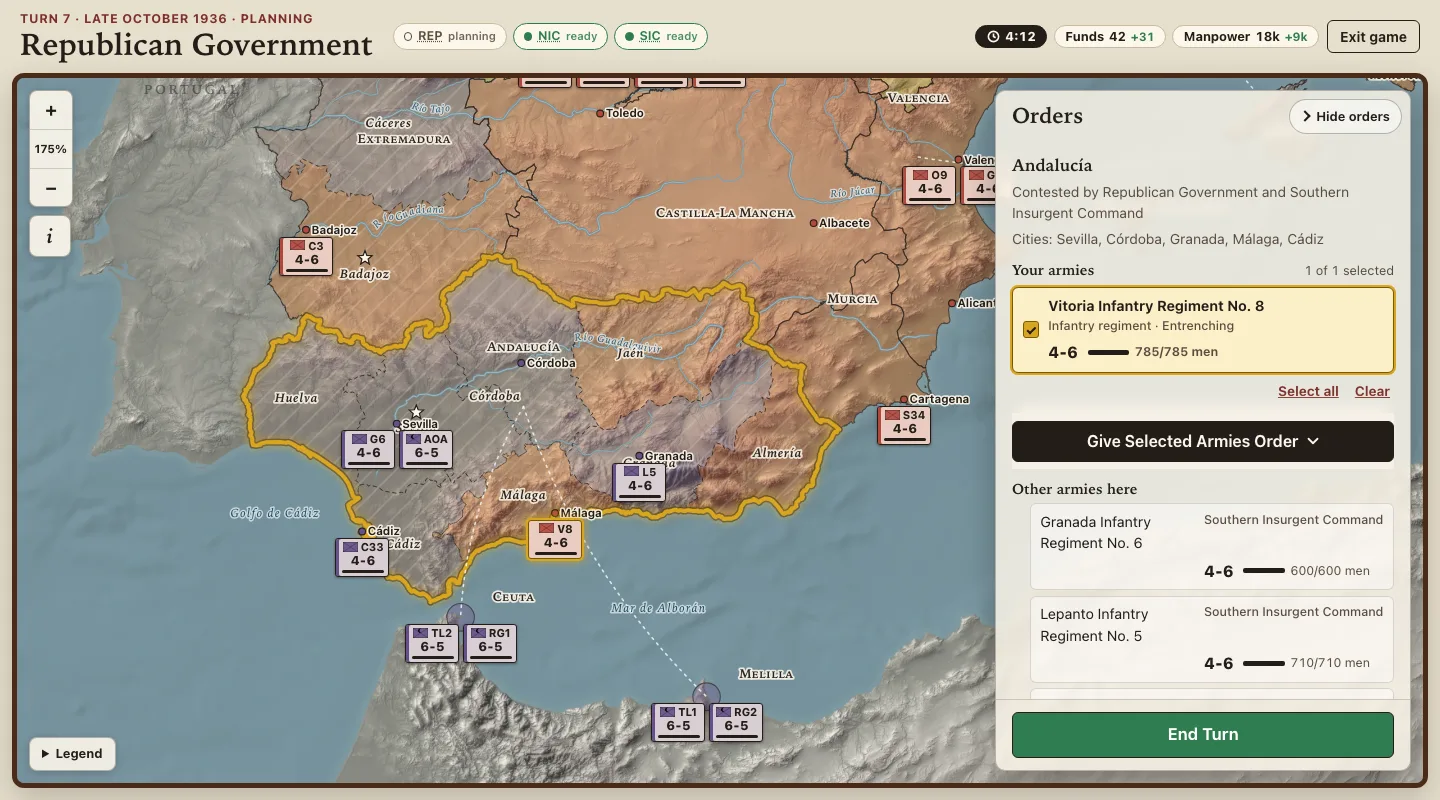 TURN 7 · LATE OCTOBER 1936 · PLANNING
Republican Government
REP planning
NIC ready
SIC ready
4:12
Funds 42 +31
Manpower 18k +9k
Exit game
+
175%
−
i
PORTUGAL
Río Tajo
Cáceres
EXTREMADURA
Toledo
VALENCIA
Valen
O9
4-6
G
4-6
Río Júcar
CASTILLA-LA MANCHA
Albacete
Río Guadiana
Badajoz
C3
4-6
Badajoz
MURCIA
Alicant
ANDALUCÍA
Río Guadalquivir
Jaén
Córdoba
Huelva
Córdoba
Cartagena
S34
4-6
Sevilla
G6
4-6
AOA
6-5
Granada
L5
4-6
Almería
Málaga
Málaga
V8
4-6
Golfo de Cádiz
Cádiz
Cádiz
C33
4-6
CEUTA
Mar de Alborán
TL2
6-5
RG1
6-5
MELILLA
TL1
6-5
RG2
6-5
Legend
Orders
Hide orders
Andalucía
Contested by Republican Government and Southern
Insurgent Command
Cities: Sevilla, Córdoba, Granada, Málaga, Cádiz
Your armies
1 of 1 selected
Vitoria Infantry Regiment No. 8
Infantry regiment · Entrenching
4-6 785/785 men
Select all
Clear
Give Selected Armies Order
Other armies here
Granada Infantry
Regiment No. 6
Southern Insurgent Command
4-6 600/600 men
Lepanto Infantry
Regiment No. 5
Southern Insurgent Command
4-6 710/710 men
End Turn